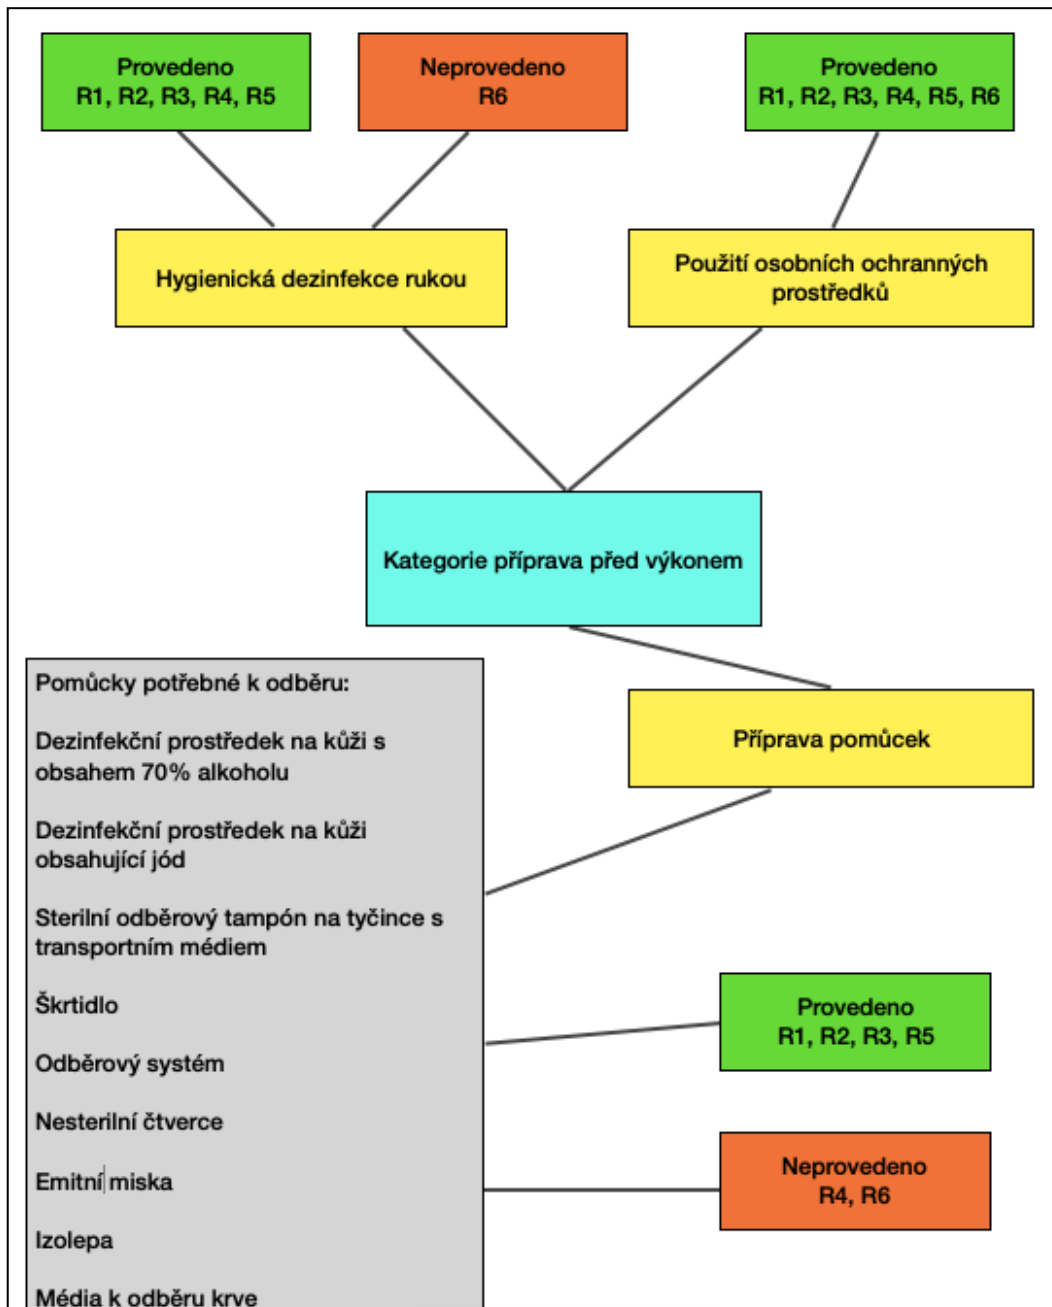 Provedeno
R1, R2, R3, R4, R5
Neprovedeno
R6
Provedeno
R1, R2, R3, R4, R5, R6
Hygienická dezinfekce rukou
Použití osobních ochranných
prostředků
Kategorie příprava před výkonem
Pomůcky potřebné k odběru:
Dezinfekční prostředek na kůži s
obsahem 70% alkoholu
Dezinfekční prostředek na kůži
obsahující jód
Sterilní odběrový tampón na tyčince s
transportním médiem
Škrtidlo
Odběrový systém
Nesterilní čtverce
Emitní miska
Izolepa
Média k odběru krve
Příprava pomůcek
Provedeno
R1, R2, R3, R5
Neprovedeno
R4, R6